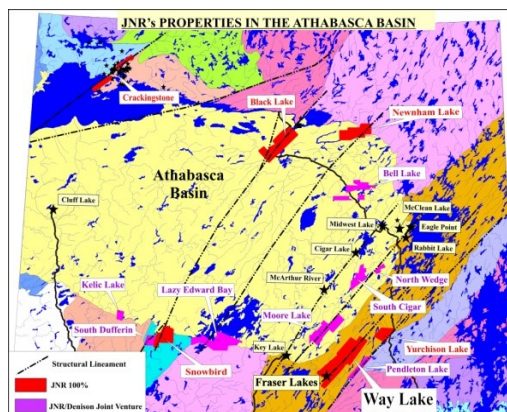 JNR's PROPERTIES IN THE ATHABASCA BASIN
Crackingstone
Black Lake
Newnham Lake
Athabasca
Basin
Bell Lake
Cluff Lake
McClean Lake
Midwest Lake
Eagle Point
Rabbit Lake
Cigar Lake
McArthur River
North Wedge
Kelic Lake
Lazy Edward Bay
Moore Lake
South Cigar
South Dufferin
Key Lake
Yurchison Lake
Snowbird
Fraser Lakes
Pendleton Lake
Way Lake
Structural Lineament
JNR 100%
JNR/Denison Joint Venture